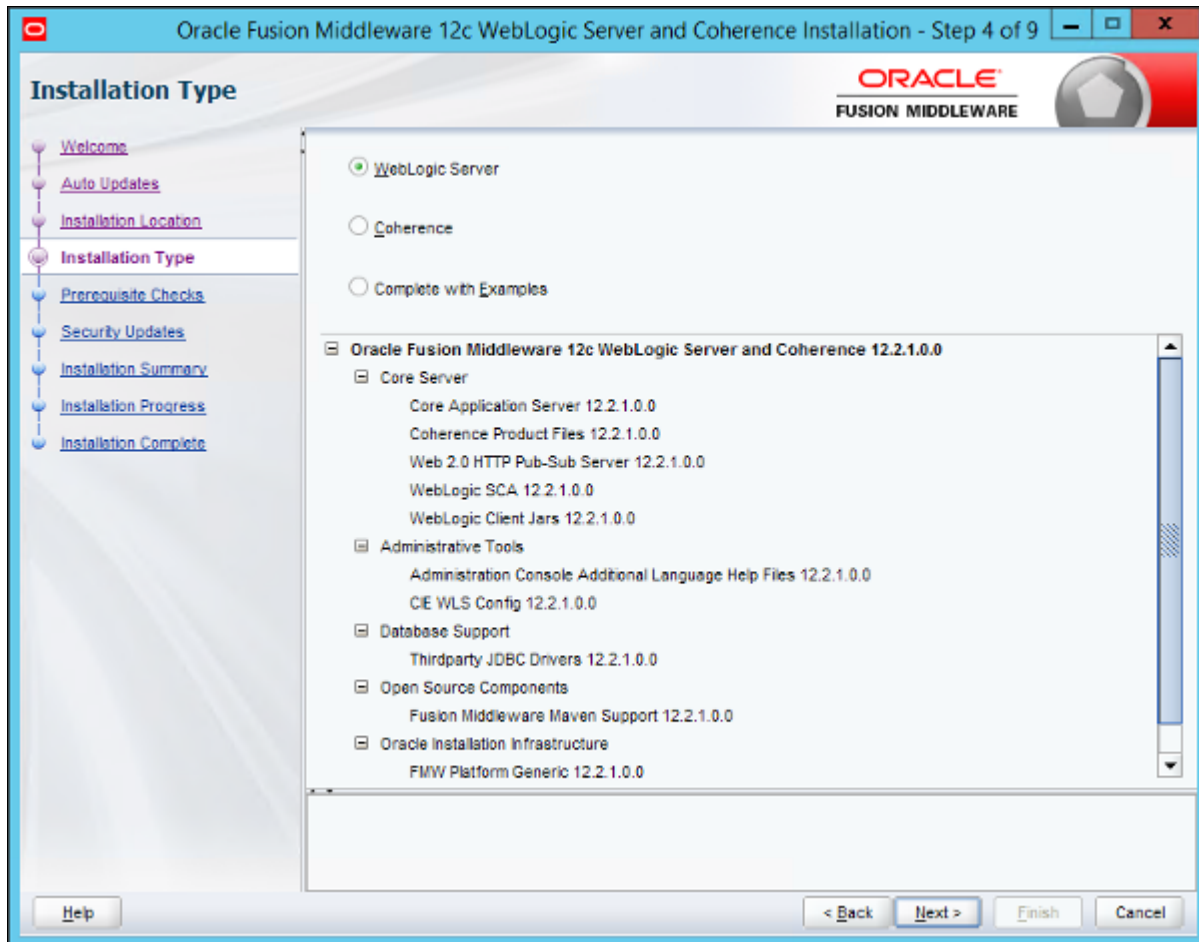 Oracle Fusion Middleware 12c WebLogic Server and Coherence Installation - Step 4 of 9
Installation Type
ORACLE
FUSION MIDDLEWARE
Welcome
Auto Updates
Installation Location
Installation Type
Prerequisite Checks
Security Updates
Installation Summary
Installation Progress
Installation Complete
WebLogic Server
Coherence
Complete with Examples
Oracle Fusion Middleware 12c WebLogic Server and Coherence 12.2.1.0.0
Core Server
Core Application Server 12.2.1.0.0
Coherence Product Files 12.2.1.0.0
Web 2.0 HTTP Pub-Sub Server 12.2.1.0.0
WebLogic SCA 12.2.1.0.0
WebLogic Client Jars 12.2.1.0.0
Administrative Tools
Administration Console Additional Language Help Files 12.2.1.0.0
CIE WLS Config 12.2.1.0.0
Database Support
Thirdparty JDBC Drivers 12.2.1.0.0
Open Source Components
Fusion Middleware Maven Support 12.2.1.0.0
Oracle Installation Infrastructure
FMW Platform Generic 12.2.1.0.0
Help
< Back Next > Finish Cancel